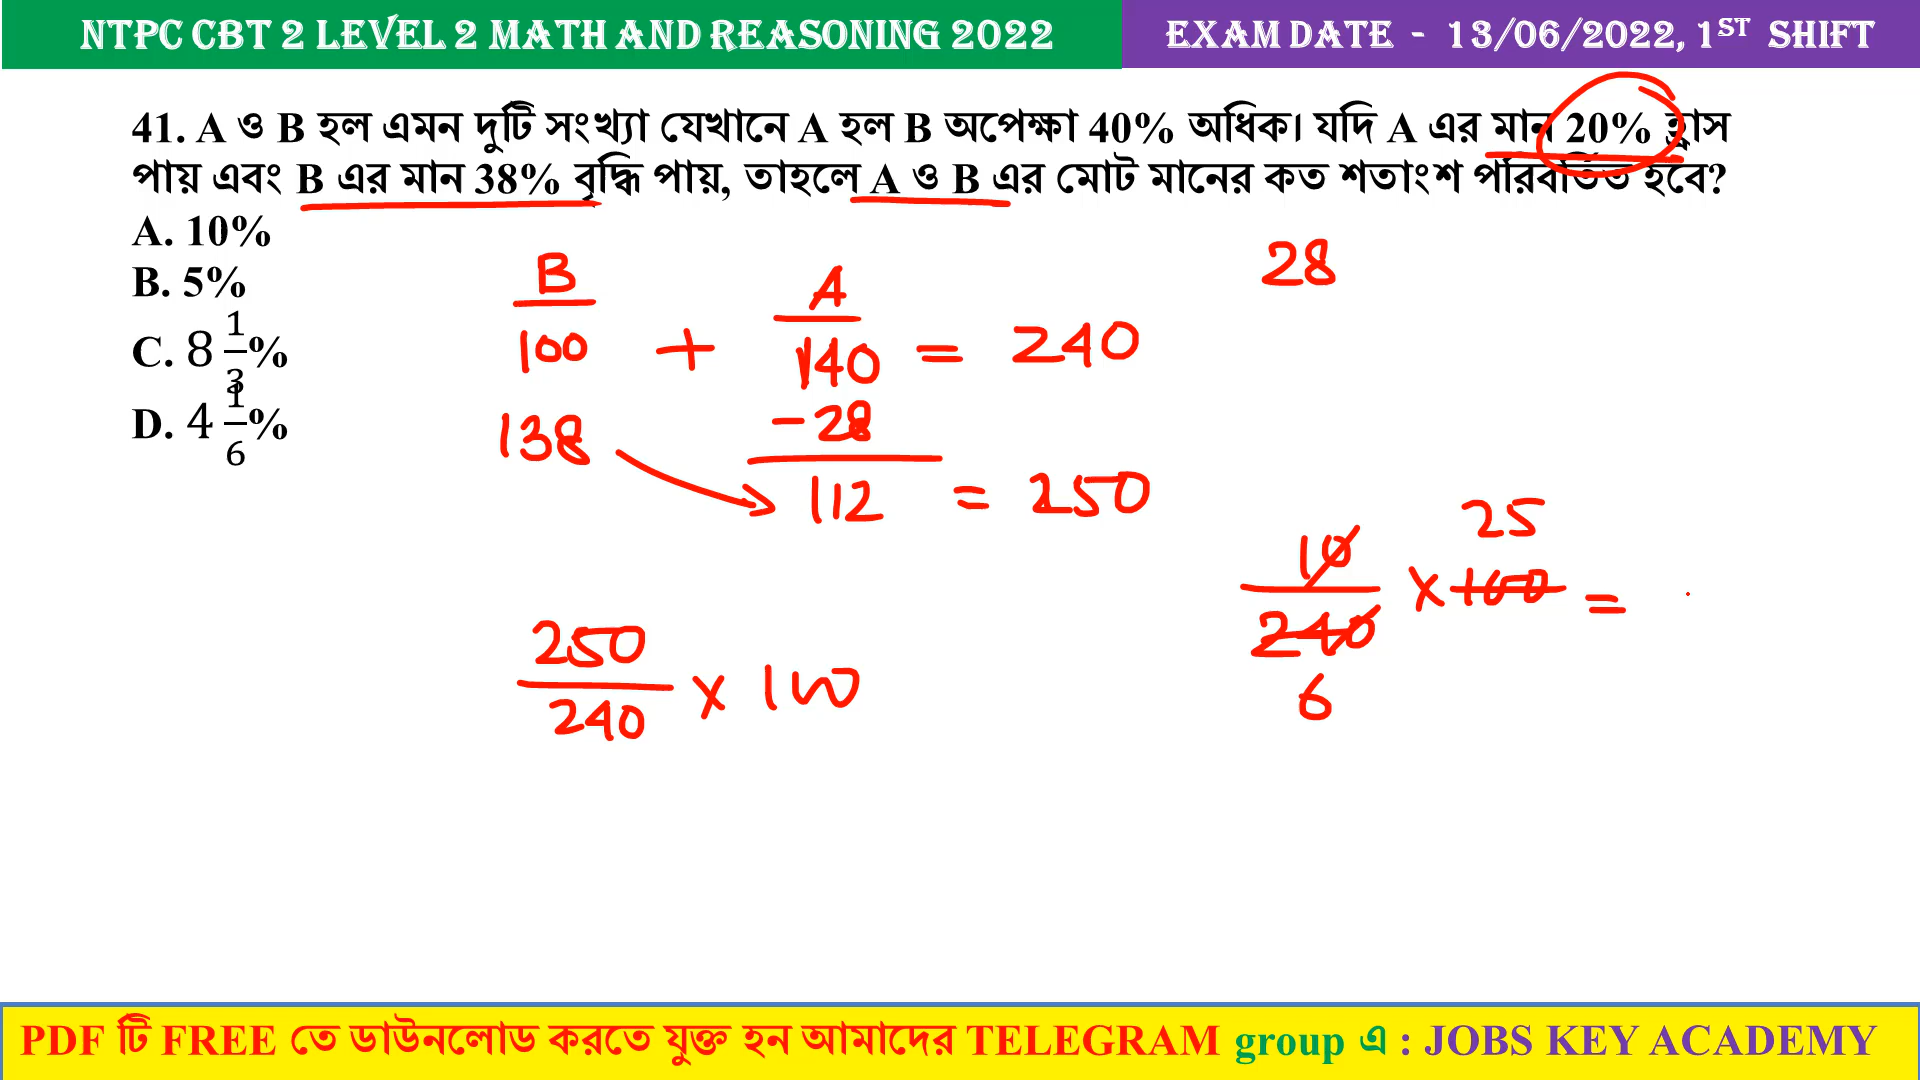 NTPC CBT 2 LEVEL 2 MATH AND REASONING 2022
EXAM DATE - 13/06/2022, 1ST SHIFT
41. A ও B হল এমন দুটি সংখ্যা যেখানে A হল B অপেক্ষা 40% অধিক। যদি A এর মান 20% হ্রাস
পায় এবং B এর মান 38% বৃদ্ধি পায়, তাহলে A ও B এর মোট মানের কত শতাংশ পরিবর্তিত হবে?
A. 10%
B. 5%
C. 8 1/3 %
D. 4 1/6 %
28
B A
100 + 140 = 240
138 - 28
112 = 250
10/240 × 100 =
25
6
250/240 × 100
PDF টি FREE তে ডাউনলোড করতে যুক্ত হন আমাদের TELEGRAM group এ : JOBS KEY ACADEMY